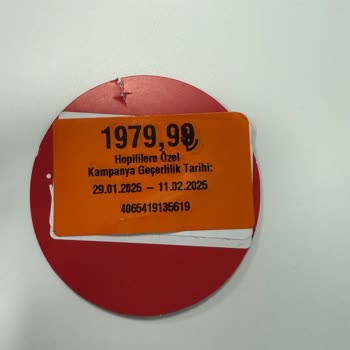 1979,99₺
Hopililere Özel
Kampanya Geçerlilik Tarihi:
29.01.2025 – 11.02.2025
4065419135619